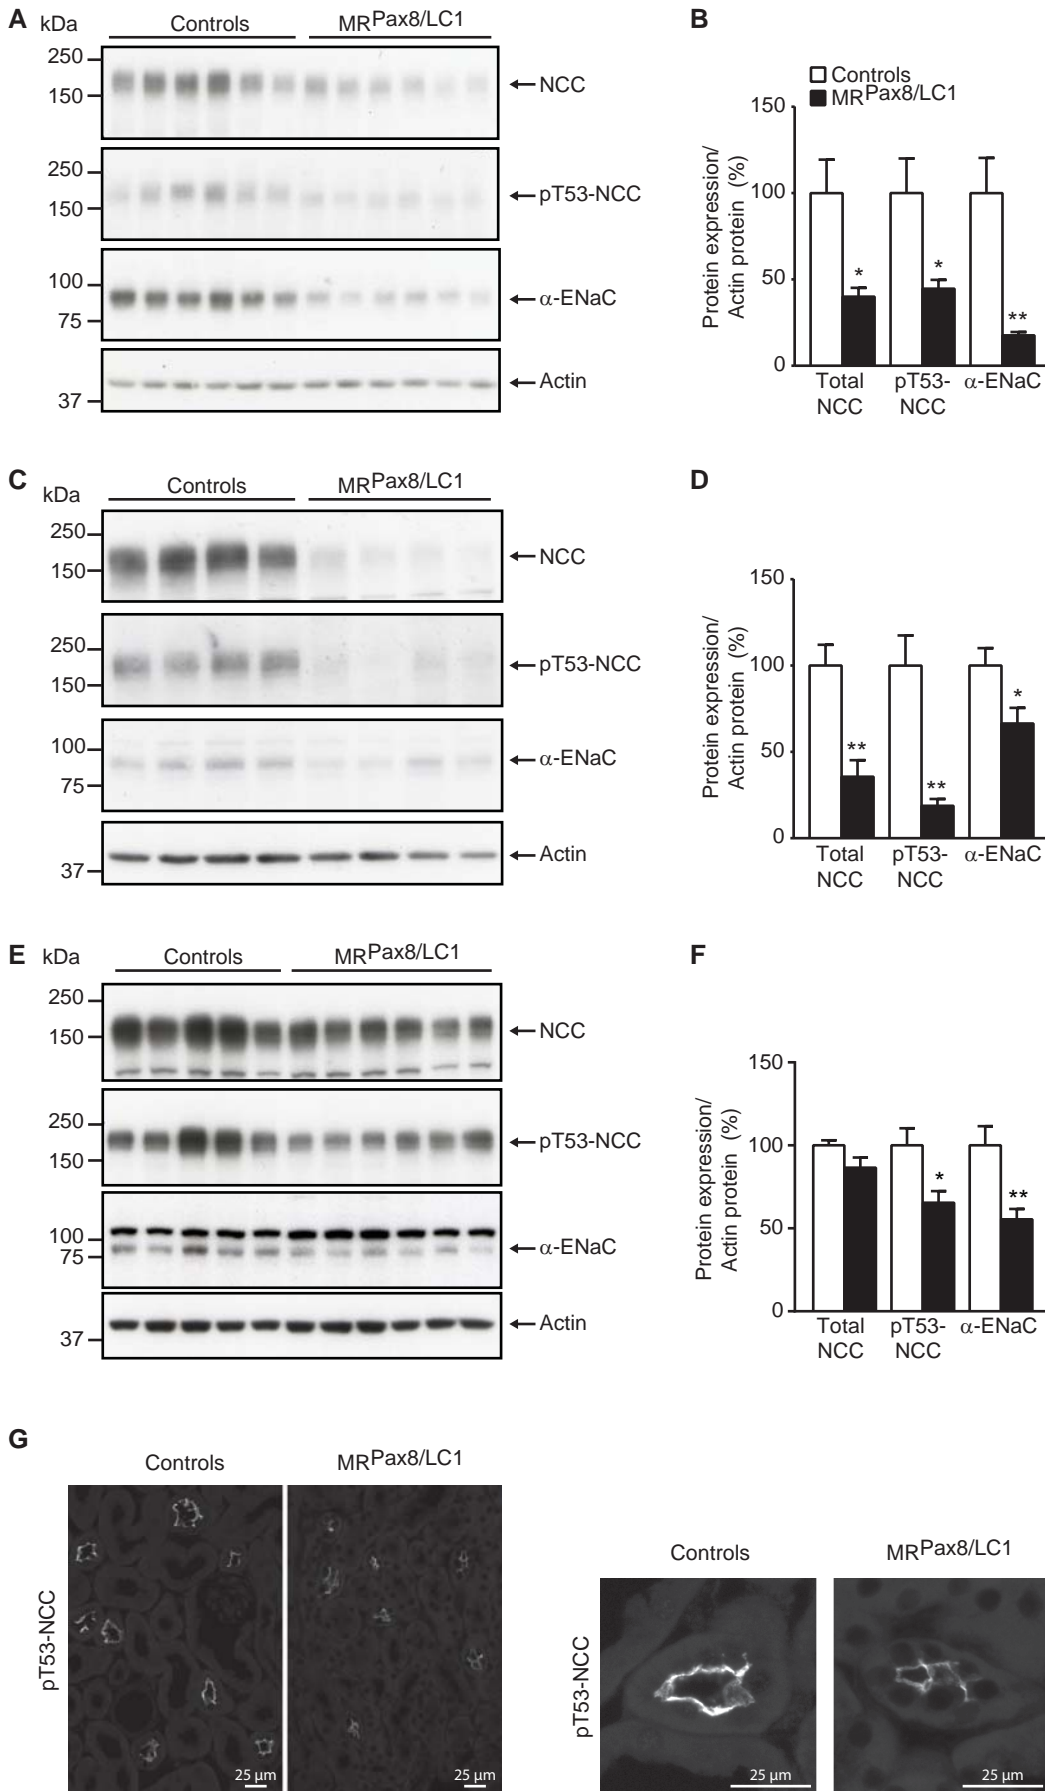 A
kDa
Controls
MRPax8/LC1
250
150
NCC
250
150
pT53-NCC
100
75
α-ENaC
37
Actin
B
Controls
MRPax8/LC1
Protein expression/
Actin protein (%)
150
100
50
0
*
*
**
Total
NCC
pT53-
NCC
α-ENaC
C
kDa
Controls
MRPax8/LC1
250
150
NCC
250
150
pT53-NCC
100
75
α-ENaC
37
Actin
D
Protein expression/
Actin protein (%)
150
100
50
0
**
**
*
Total
NCC
pT53-
NCC
α-ENaC
E
kDa
Controls
MRPax8/LC1
250
150
NCC
250
150
pT53-NCC
100
75
α-ENaC
37
Actin
F
Protein expression/
Actin protein (%)
150
100
50
0
*
**
Total
NCC
pT53-
NCC
α-ENaC
G
Controls
MRPax8/LC1
pT53-NCC
25 µm
25 µm
Controls
MRPax8/LC1
pT53-NCC
25 µm
25 µm